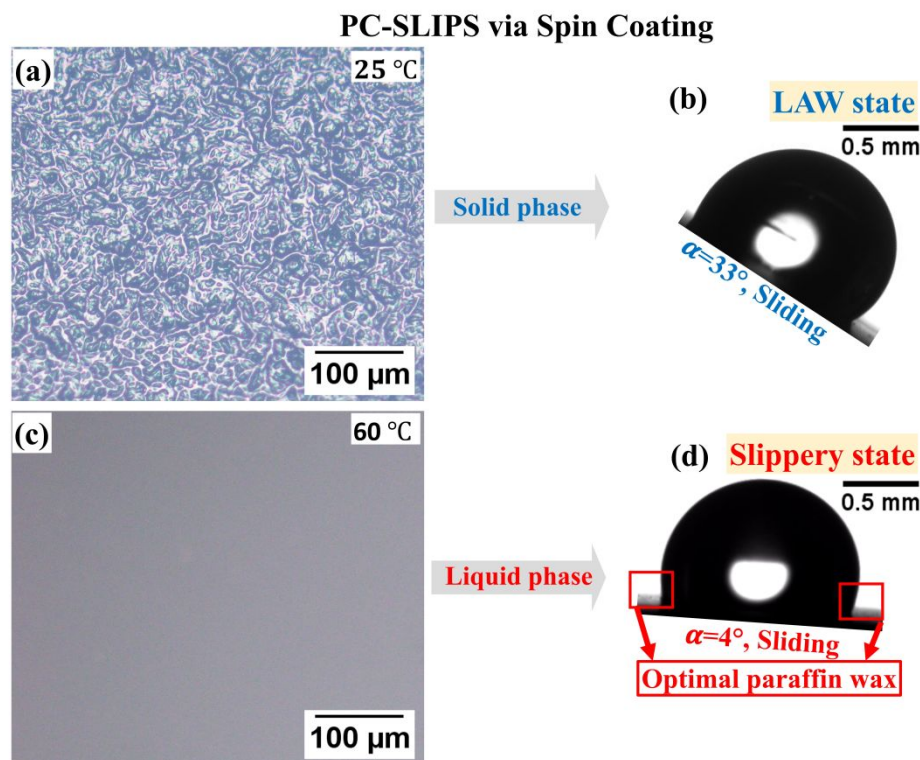 PC-SLIPS via Spin Coating
(a)
25 ℃
100 µm
Solid phase
(b)
LAW state
0.5 mm
α=33°, Sliding
(c)
60 ℃
100 µm
Liquid phase
(d)
Slippery state
0.5 mm
α=4°, Sliding
Optimal paraffin wax